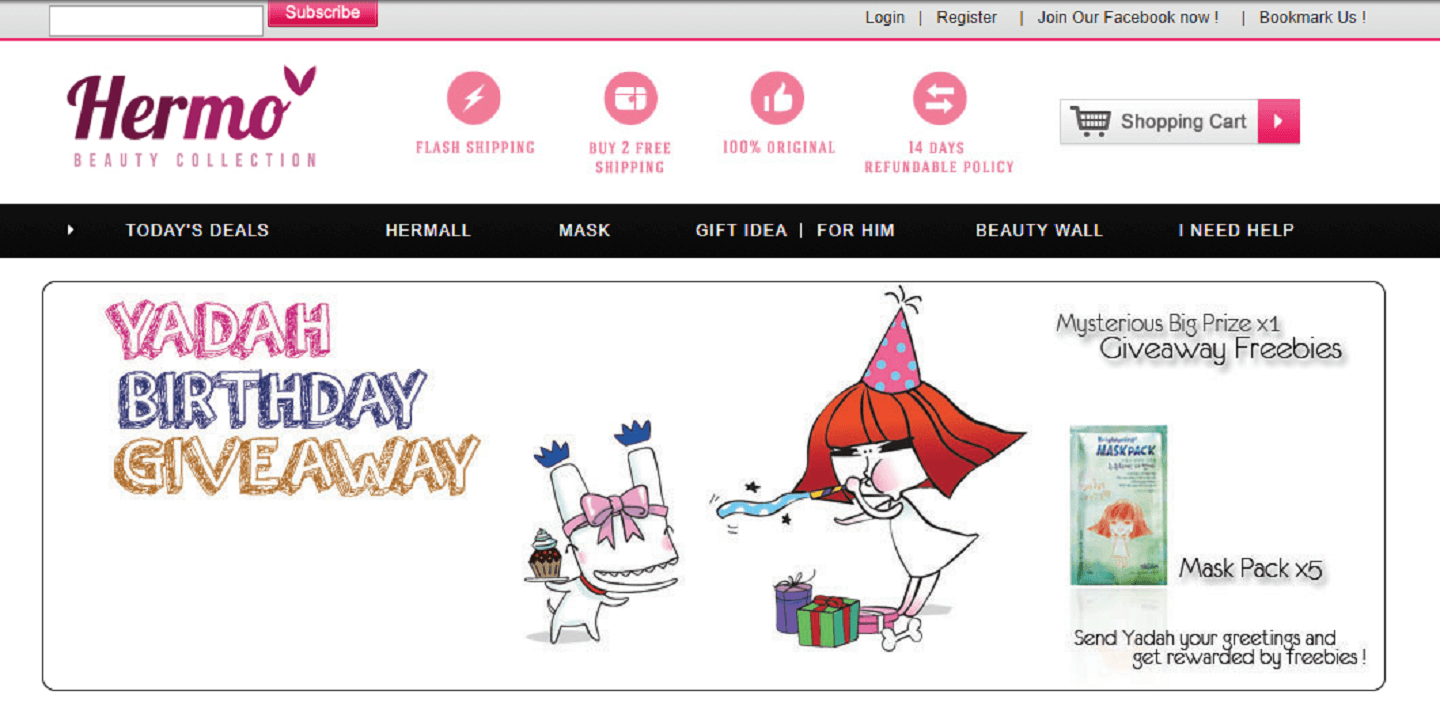 Subscribe
Login | Register | Join Our Facebook now ! | Bookmark Us !
Hermo
BEAUTY COLLECTION
FLASH SHIPPING
BUY 2 FREE
SHIPPING
100% ORIGINAL
14 DAYS
REFUNDABLE POLICY
Shopping Cart
TODAY'S DEALS
HERMALL
MASK
GIFT IDEA | FOR HIM
BEAUTY WALL
I NEED HELP
YADAH
BIRTHDAY
GIVEAWAY
Mysterious Big Prize x1
Giveaway Freebies
Brightening
MASK PACK
Mask Pack x5
Send Yadah your greetings and
get rewarded by freebies !